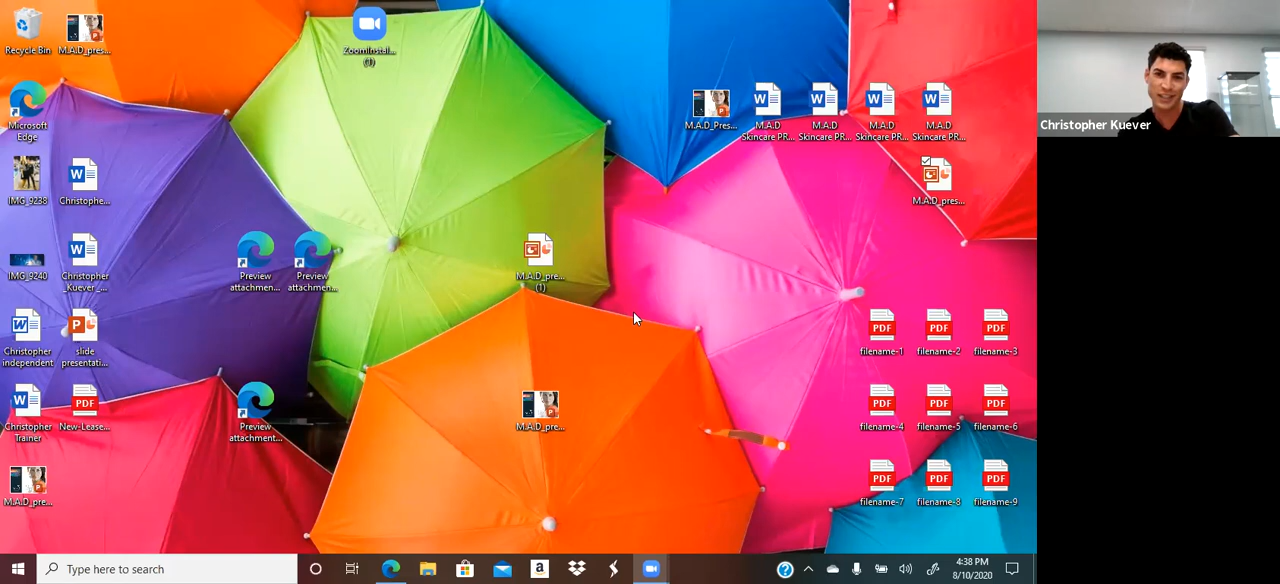 Recycle Bin
M.A.D_pres...
ZoomInstal...
(1)
Christopher Kuever
Microsoft
Edge
M.A.D_Pres...
M.A.D
Skincare PR...
M.A.D
Skincare PR...
M.A.D
Skincare PR...
M.A.D
Skincare PR...
IMG_9238
Christophe...
M.A.D_pres...
IMG_9240
Christopher
_Kuever_...
Preview
attachmen...
Preview
attachmen...
M.A.D_pre...
(1)
Christopher
independent
slide
presentati...
filename-1
filename-2
filename-3
Christopher
Trainer
New-Lease...
Preview
attachment...
M.A.D_pre...
filename-4
filename-5
filename-6
M.A.D_pre...
filename-7
filename-8
filename-9
Type here to search
4:38 PM
8/10/2020